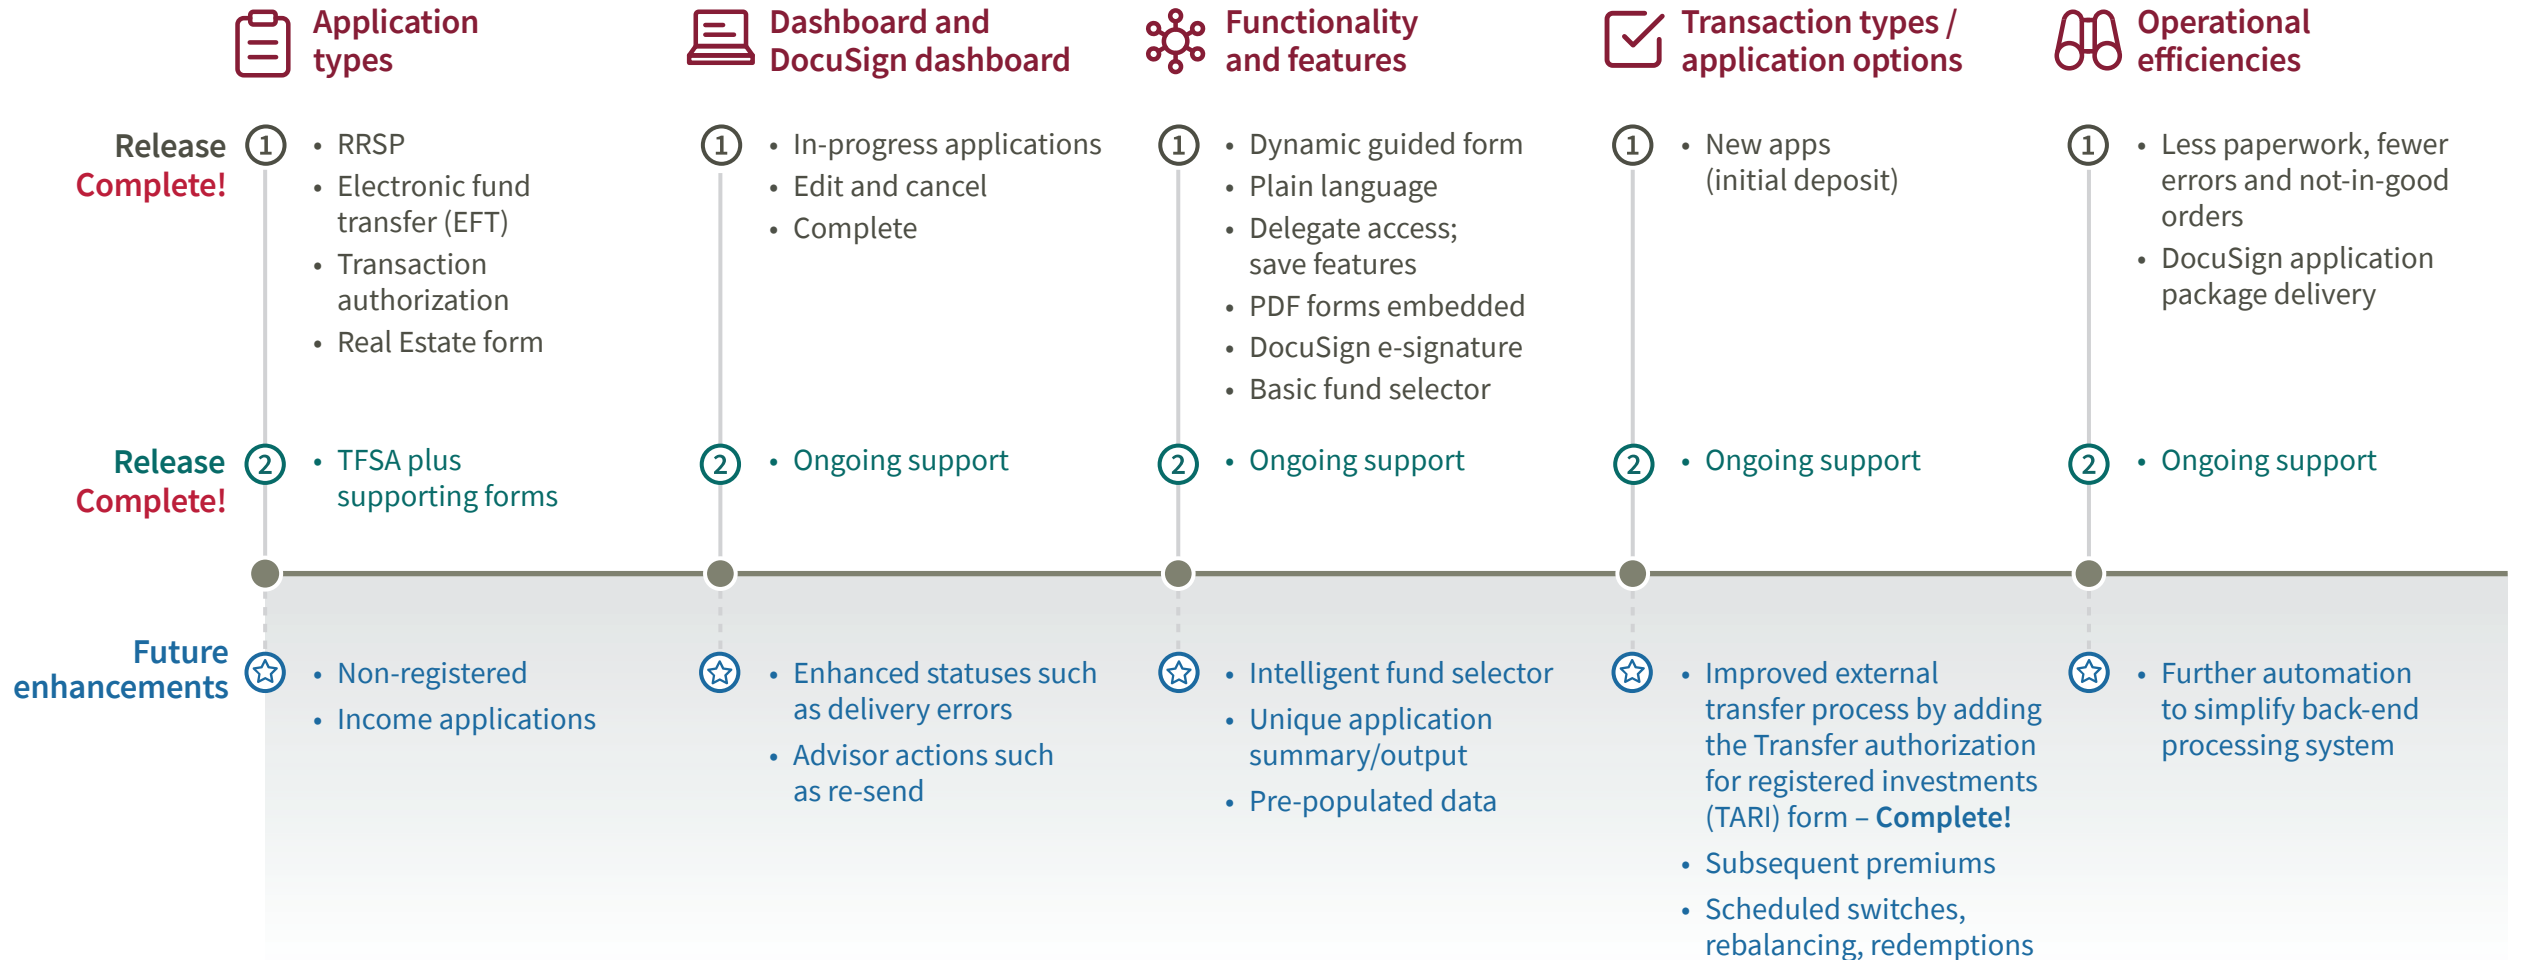 Application
types
Dashboard and
DocuSign dashboard
Functionality
and features
Transaction types /
application options
Operational
efficiencies
Release
Complete!
1
• RRSP
• Electronic fund
transfer (EFT)
• Transaction
authorization
• Real Estate form
1
• In-progress applications
• Edit and cancel
• Complete
1
• Dynamic guided form
• Plain language
• Delegate access;
save features
• PDF forms embedded
• DocuSign e-signature
• Basic fund selector
1
• New apps
(initial deposit)
1
• Less paperwork, fewer
errors and not-in-good
orders
• DocuSign application
package delivery
Release
Complete!
2
• TFSA plus
supporting forms
2
• Ongoing support
2
• Ongoing support
2
• Ongoing support
2
• Ongoing support
Future
enhancements
• Non-registered
• Income applications
• Enhanced statuses such
as delivery errors
• Advisor actions such
as re-send
• Intelligent fund selector
• Unique application
summary/output
• Pre-populated data
• Improved external
transfer process by adding
the Transfer authorization
for registered investments
(TARI) form – Complete!
• Subsequent premiums
• Scheduled switches,
rebalancing, redemptions
• Further automation
to simplify back-end
processing system